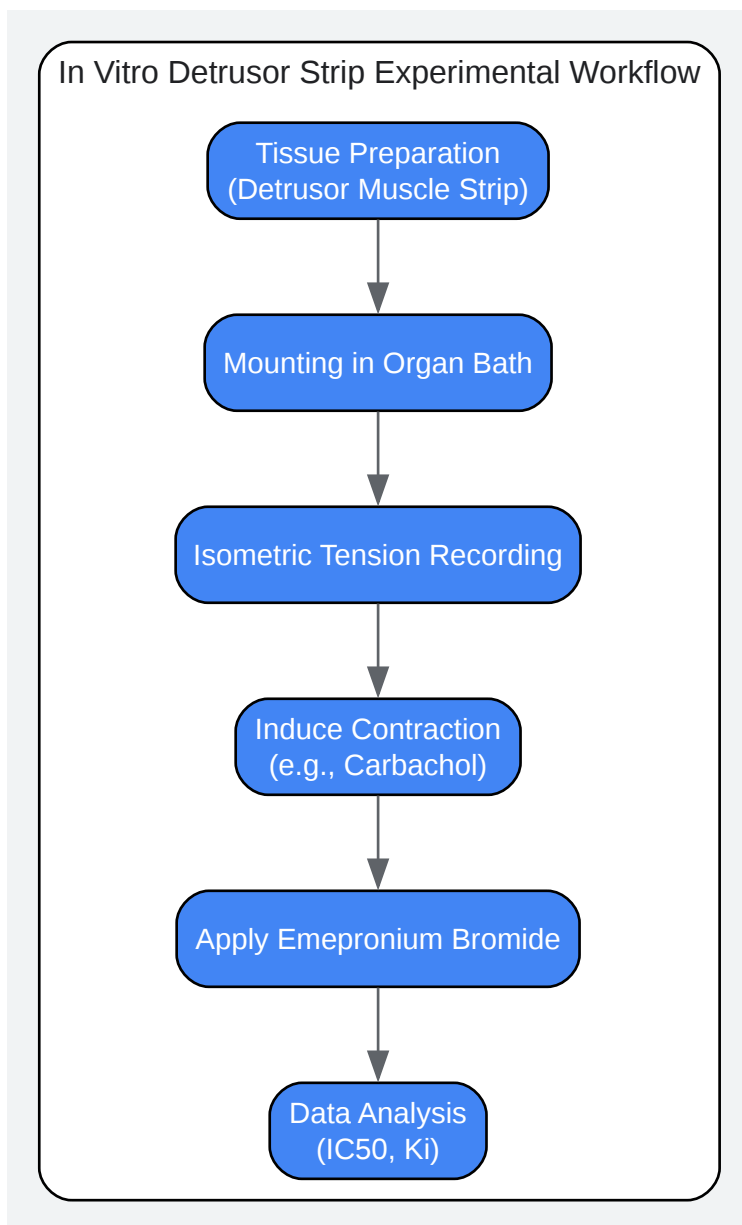 In Vitro Detrusor Strip Experimental Workflow
Tissue Preparation
(Detrusor Muscle Strip)
Mounting in Organ Bath
Isometric Tension Recording
Induce Contraction
(e.g., Carbachol)
Apply Emepronium Bromide
Data Analysis
(IC50, Ki)